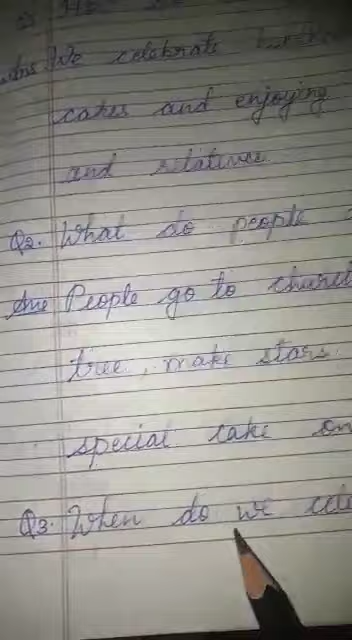 Ans We celebrate
cakes and enjoying
and relatives
Q2. What do people
Ans People go to
tree, make stars
special cake on
Q3. When do we